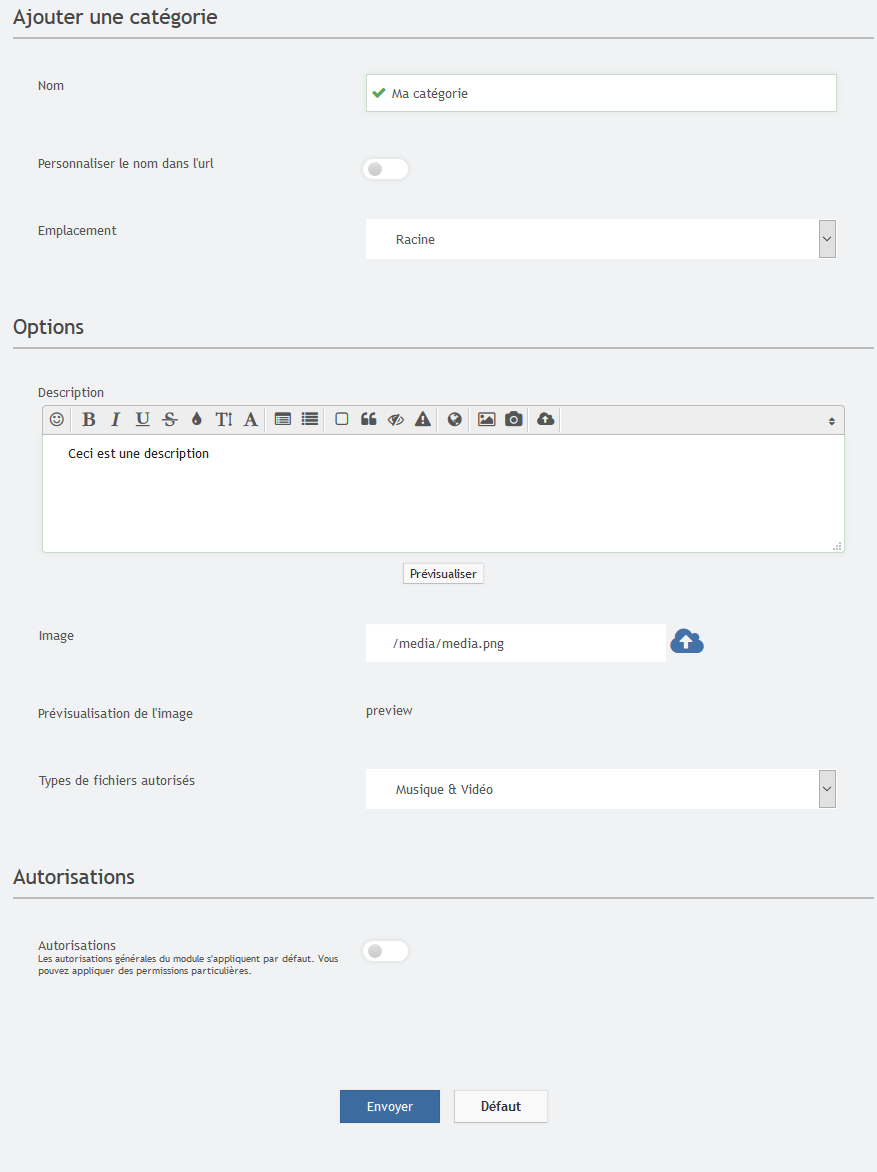 Ajouter une catégorie
Nom
Ma catégorie
Personnaliser le nom dans l'url
Emplacement
Racine
Options
Description
B I U S T A
Ceci est une description
Prévisualiser
Image
/media/media.png
Prévisualisation de l'image
preview
Types de fichiers autorisés
Musique & Vidéo
Autorisations
Autorisations
Les autorisations générales du module s'appliquent par défaut. Vous
pouvez appliquer des permissions particulières.
Envoyer
Défaut